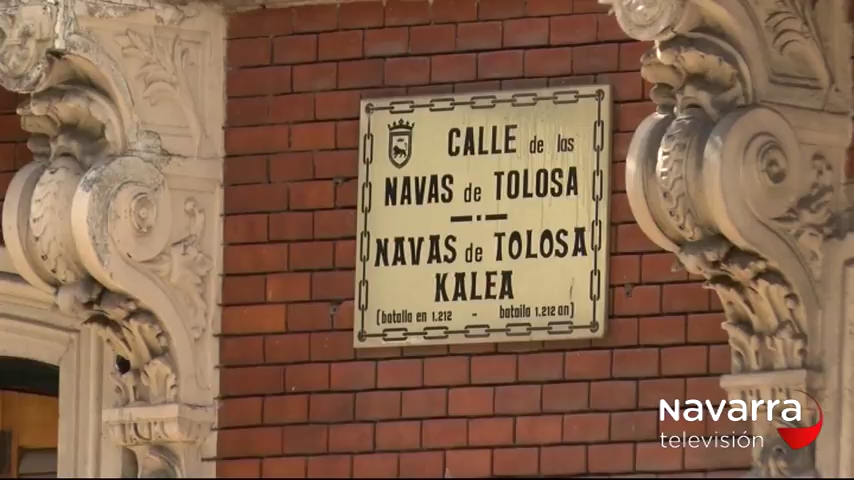 CALLE de las
NAVAS de TOLOSA
NAVAS de TOLOSA
KALEA
(batalla en 1.212 - batalla 1.212 an)
Navarra
televisión